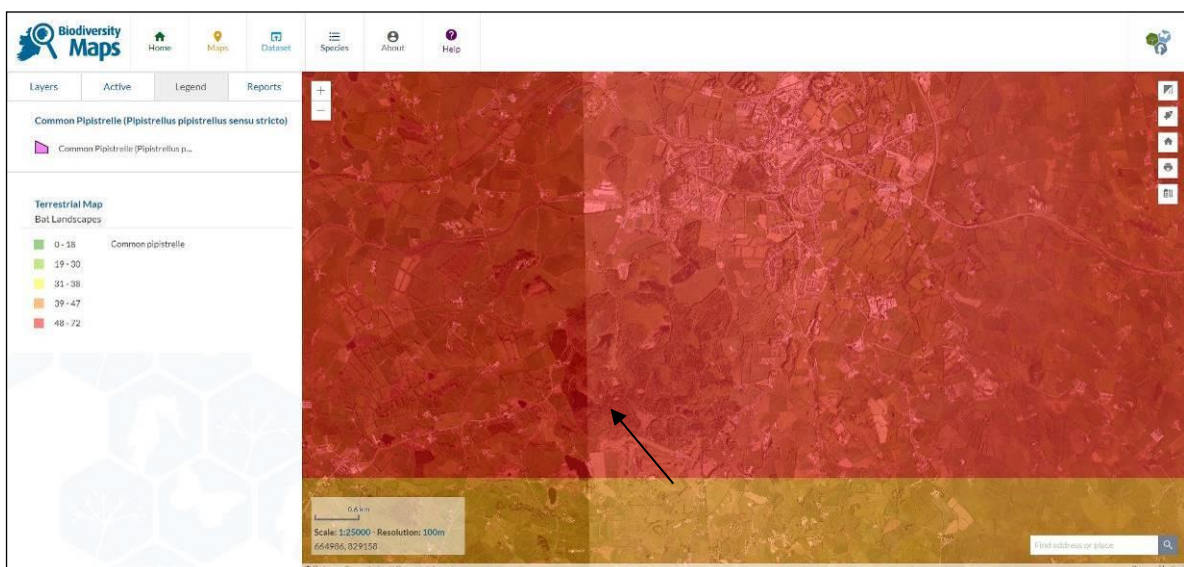 Biodiversity
Maps
Home
Maps
Dataset
Species
About
Help
Layers
Active
Legend
Reports
Common Pipistrelle (Pipistrellus pipistrellus sensu stricto)
Common Pipistrelle (Pipistrellus p...
Terrestrial Map
Bat Landscapes
0 - 18
Common pipistrelle
19 - 30
31 - 38
39 - 47
48 - 72
+
−
0.6 km
Scale: 1:25000 - Resolution: 100m
664986, 829158
Find address or place